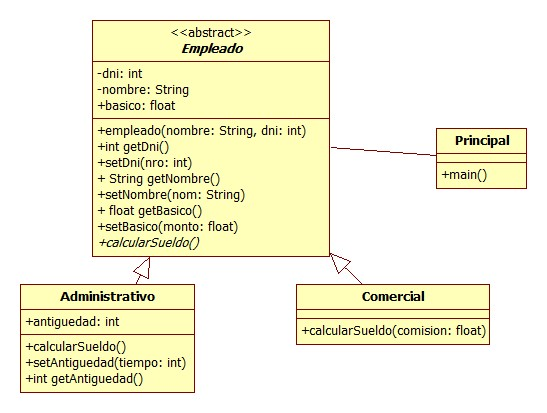 <<abstract>>
Empleado
-dni: int
-nombre: String
+basico: float
+empleado(nombre: String, dni: int)
+int getDni()
+setDni(nro: int)
+ String getNombre()
+setNombre(nom: String)
+ float getBasico()
+setBasico(monto: float)
+calcularSueldo()
Principal
+main()
Administrativo
+antiguedad: int
+calcularSueldo()
+setAntiguedad(tiempo: int)
+int getAntiguedad()
Comercial
+calcularSueldo(comision: float)